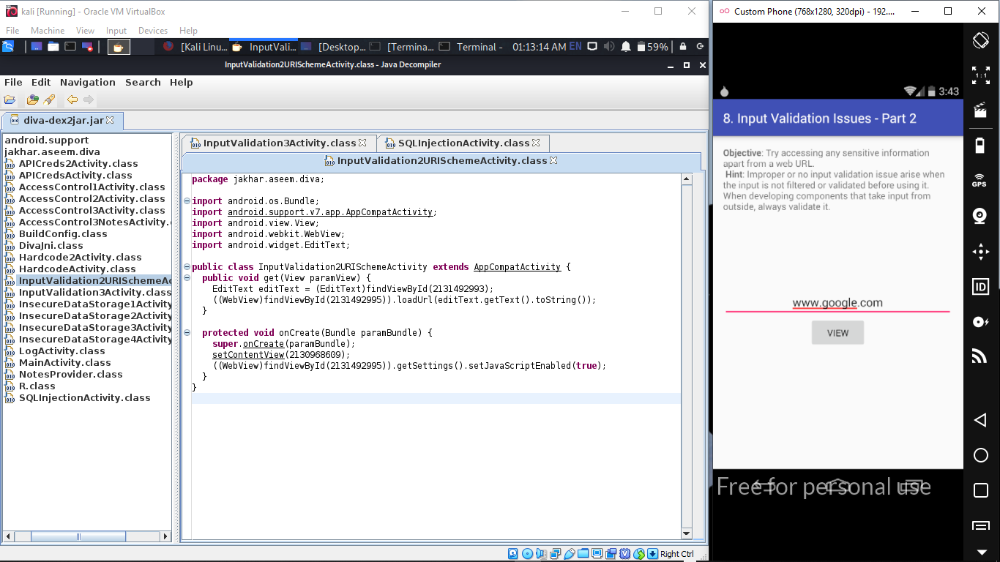 kali [Running] - Oracle VM VirtualBox
File Machine View Input Devices Help
[Kali Linu... InputVali... [Desktop... [Termina... Terminal - 01:13:14 AM EN 59%
InputValidation2URISchemeActivity.class - Java Decompiler
File Edit Navigation Search Help
diva-dex2jar.jar
android.support
jakhar.aseem.diva
APICreds2Activity.class
APICredsActivity.class
AccessControl1Activity.class
AccessControl2Activity.class
AccessControl3Activity.class
AccessControl3NotesActivity.
BuildConfig.class
DivaJni.class
Hardcode2Activity.class
HardcodeActivity.class
InputValidation2URISchemeAc
InputValidation3Activity.class
InsecureDataStorage1Activity
InsecureDataStorage2Activity
InsecureDataStorage3Activity
InsecureDataStorage4Activity
LogActivity.class
MainActivity.class
NotesProvider.class
R.class
SQLInjectionActivity.class
InputValidation3Activity.class SQLInjectionActivity.class
InputValidation2URISchemeActivity.class
package jakhar.aseem.diva;
import android.os.Bundle;
import android.support.v7.app.AppCompatActivity;
import android.view.View;
import android.webkit.WebView;
import android.widget.EditText;
public class InputValidation2URISchemeActivity extends AppCompatActivity {
public void get(View paramView) {
EditText editText = (EditText)findViewById(2131492993);
((WebView)findViewById(2131492995)).loadUrl(editText.getText().toString());
}
protected void onCreate(Bundle paramBundle) {
super.onCreate(paramBundle);
setContentView(2130968609);
((WebView)findViewById(2131492995)).getSettings().setJavaScriptEnabled(true);
}
}
Right Ctrl
Custom Phone (768x1280, 320dpi) - 192....
3:43
8. Input Validation Issues - Part 2
Objective: Try accessing any sensitive information
apart from a web URL.
Hint: Improper or no input validation issue arise when
the input is not filtered or validated before using it.
When developing components that take input from
outside, always validate it.
www.google.com
VIEW
Free for personal use
1:1
GPS
ID